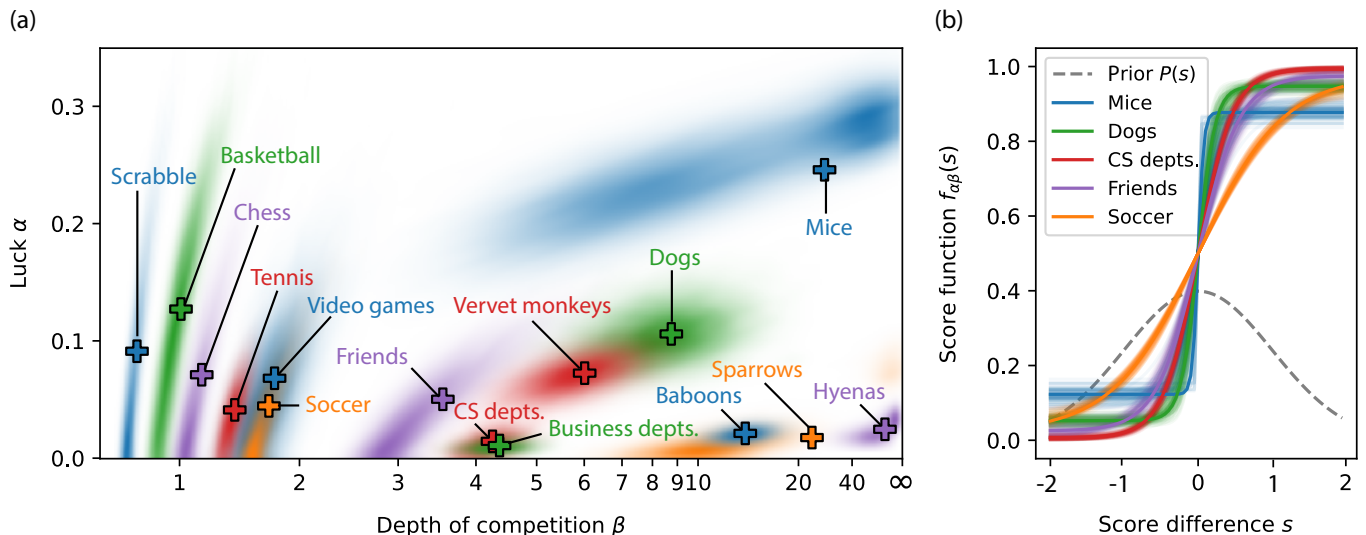 (a)
0.3
0.2
0.1
0.0
Luck α
Scrabble
Basketball
Chess
Tennis
Video games
Soccer
Friends
Vervet monkeys
Dogs
Mice
CS depts.
Business depts.
Baboons
Sparrows
Hyenas
1 2 3 4 5 6 7 8 9 10 20 40 ∞
Depth of competition β
(b)
1.0
0.8
0.6
0.4
0.2
0.0
Score function fαβ(s)
Prior P(s)
Mice
Dogs
CS depts.
Friends
Soccer
-2 -1 0 1 2
Score difference s